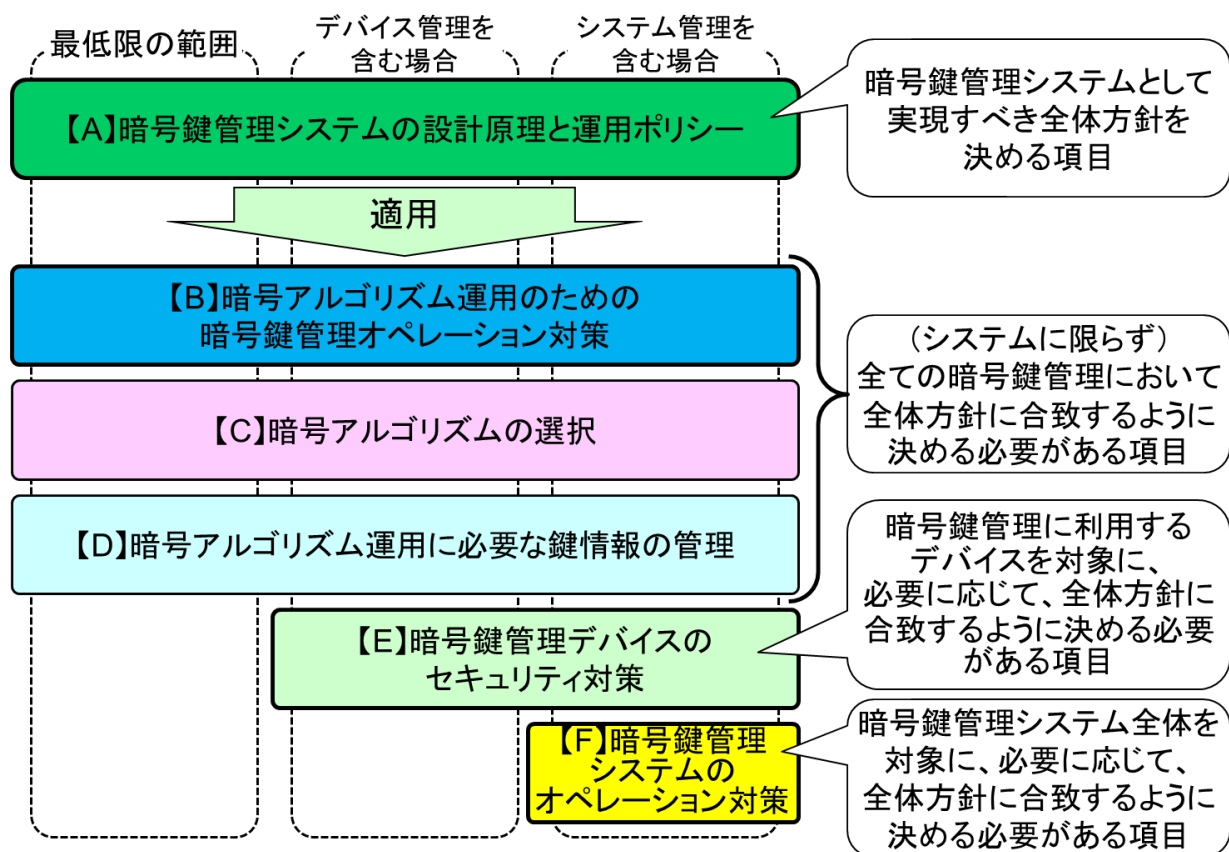 最低限の範囲
デバイス管理を
含む場合
システム管理を
含む場合
【A】暗号鍵管理システムの設計原理と運用ポリシー
暗号鍵管理システムとして
実現すべき全体方針を
決める項目
適用
【B】暗号アルゴリズム運用のための
暗号鍵管理オペレーション対策
【C】暗号アルゴリズムの選択
【D】暗号アルゴリズム運用に必要な鍵情報の管理
（システムに限らず）
全ての暗号鍵管理において
全体方針に合致するように
決める必要がある項目
【E】暗号鍵管理デバイスの
セキュリティ対策
暗号鍵管理に利用する
デバイスを対象に、
必要に応じて、全体方針に
合致するように決める必要
がある項目
【F】暗号鍵管理
システムの
オペレーション対策
暗号鍵管理システム全体を
対象に、必要に応じて、
全体方針に合致するように
決める必要がある項目